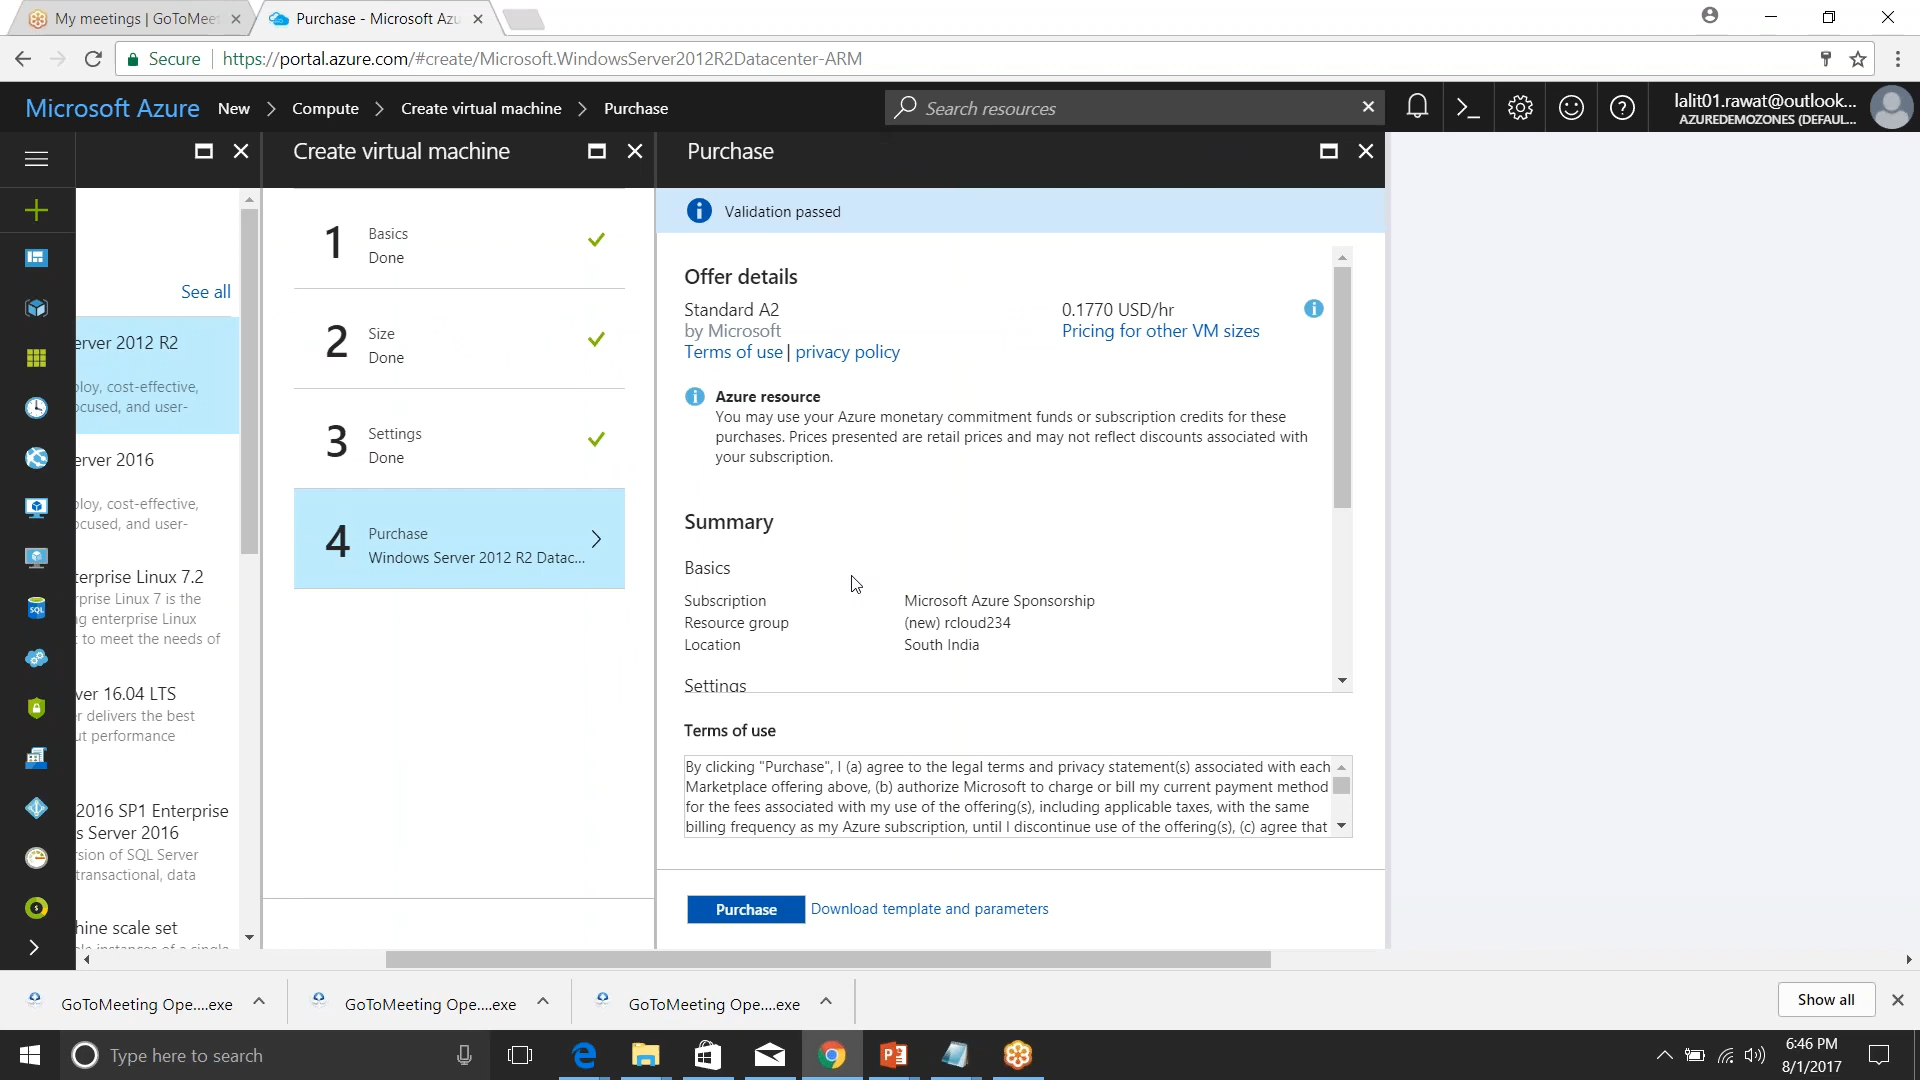 My meetings | GoToMeet
Purchase - Microsoft Azu
Secure
https://portal.azure.com/#create/Microsoft.WindowsServer2012R2Datacenter-ARM
Microsoft Azure New > Compute > Create virtual machine > Purchase
Search resources
lalit01.rawat@outlook...
AZUREDEMOZONES (DEFAUL...
See all
erver 2012 R2
ploy, cost-effective,
ocused, and user-
erver 2016
ploy, cost-effective,
ocused, and user-
terprise Linux 7.2
rprise Linux 7 is the
ng enterprise Linux
t to meet the needs of
ver 16.04 LTS
r delivers the best
ut performance
2016 SP1 Enterprise
s Server 2016
rsion of SQL Server
transactional, data
hine scale set
Create virtual machine
1 Basics
Done
2 Size
Done
3 Settings
Done
4 Purchase
Windows Server 2012 R2 Datac...
Purchase
Validation passed
Offer details
Standard A2
0.1770 USD/hr
by Microsoft
Pricing for other VM sizes
Terms of use | privacy policy
Azure resource
You may use your Azure monetary commitment funds or subscription credits for these
purchases. Prices presented are retail prices and may not reflect discounts associated with
your subscription.
Summary
Basics
Subscription Microsoft Azure Sponsorship
Resource group (new) rcloud234
Location South India
Settings
Terms of use
By clicking "Purchase", I (a) agree to the legal terms and privacy statement(s) associated with each
Marketplace offering above, (b) authorize Microsoft to charge or bill my current payment method
for the fees associated with my use of the offering(s), including applicable taxes, with the same
billing frequency as my Azure subscription, until I discontinue use of the offering(s), (c) agree that
Purchase Download template and parameters
GoToMeeting Ope....exe
GoToMeeting Ope....exe
GoToMeeting Ope....exe
Show all
Type here to search
6:46 PM
8/1/2017